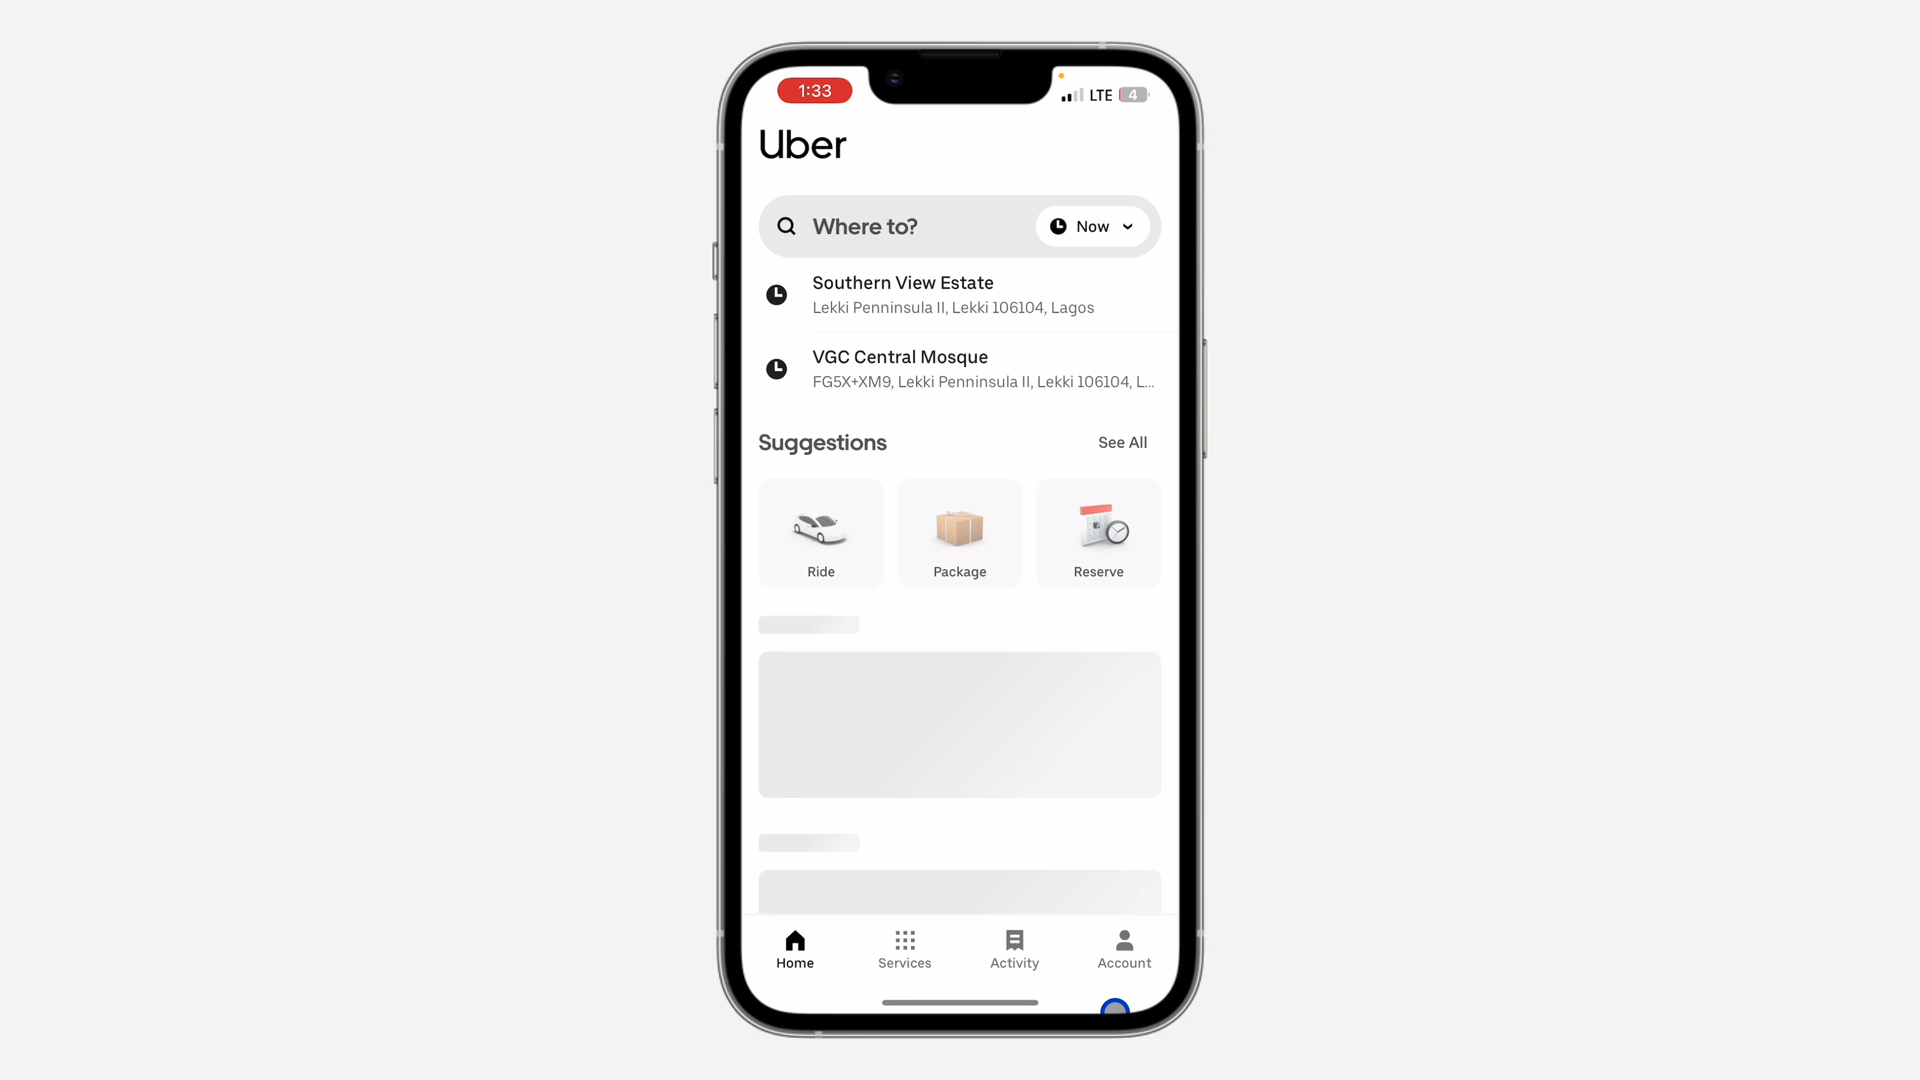 1:33
LTE 4
Uber
Where to?
Now
Southern View Estate
Lekki Penninsula II, Lekki 106104, Lagos
VGC Central Mosque
FG5X+XM9, Lekki Penninsula II, Lekki 106104, L...
Suggestions
See All
Ride
Package
Reserve
Home
Services
Activity
Account